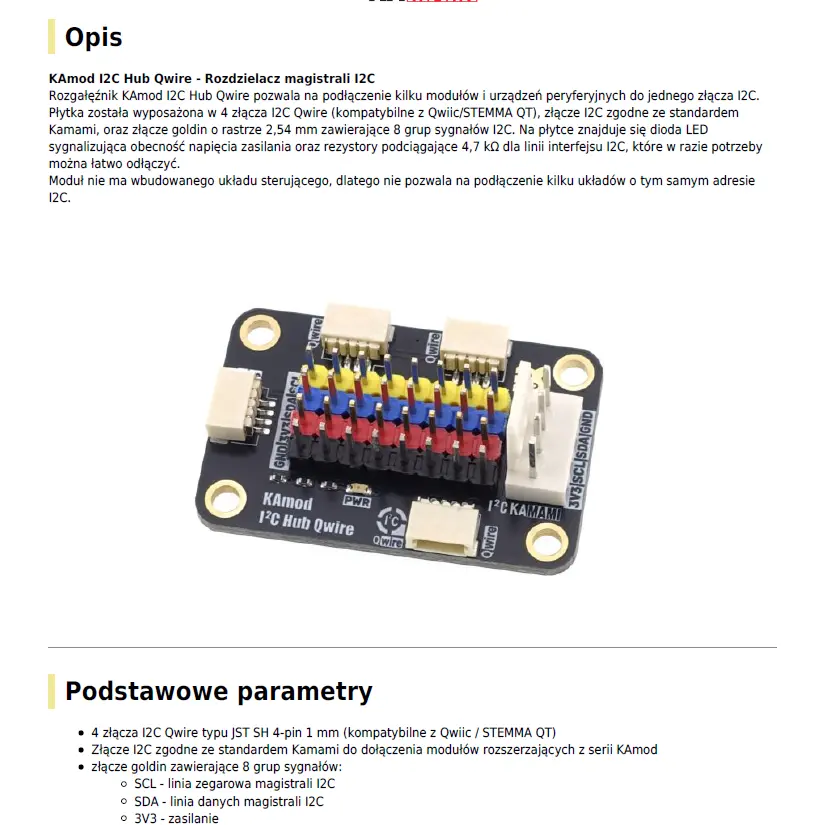 Opis
KAmod I2C Hub Qwire - Rozdzielacz magistrali I2C
Rozgałęźnik KAmod I2C Hub Qwire pozwala na podłączenie kilku modułów i urządzeń peryferyjnych do jednego złącza I2C.
Płytka została wyposażona w 4 złącza I2C Qwire (kompatybilne z Qwiic/STEMMA QT), złącze I2C zgodne ze standardem
Kamami, oraz złącze goldin o rastrze 2,54 mm zawierające 8 grup sygnałów I2C. Na płytce znajduje się dioda LED
sygnalizująca obecność napięcia zasilania oraz rezystory podciągające 4,7 kΩ dla linii interfejsu I2C, które w razie potrzeby
można łatwo odłączyć.
Moduł nie ma wbudowanego układu sterującego, dlatego nie pozwala na podłączenie kilku układów o tym samym adresie
I2C.
Qwire
Qwire
GND|3V3|SDA|SCL
3V3|SCL|SDA|GND
PWR
KAmod
I²C Hub Qwire
I²C
Qwire
Qwire
I²C KAMAMI
Podstawowe parametry
4 złącza I2C Qwire typu JST SH 4-pin 1 mm (kompatybilne z Qwiic / STEMMA QT)
Złącze I2C zgodne ze standardem Kamami do dołączenia modułów rozszerzających z serii KAmod
złącze goldin zawierające 8 grup sygnałów:
SCL - linia zegarowa magistrali I2C
SDA - linia danych magistrali I2C
3V3 - zasilanie